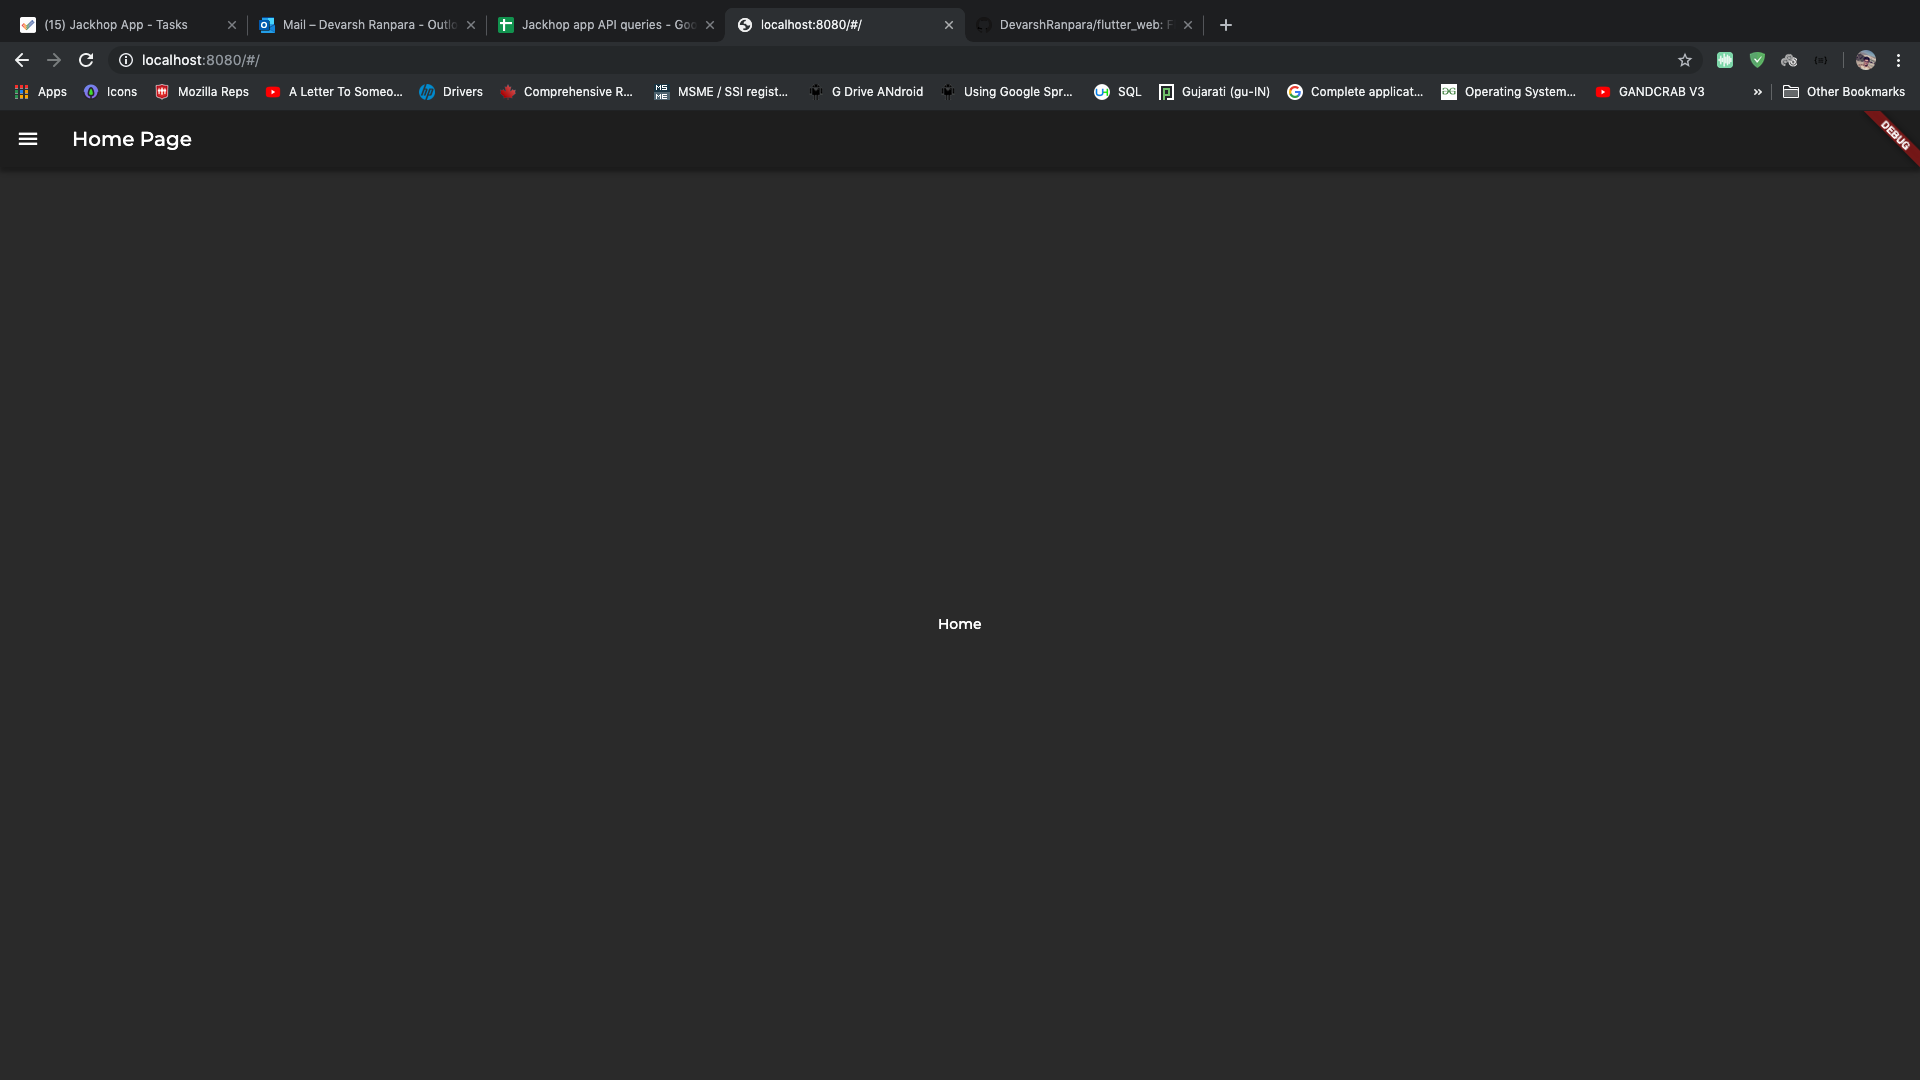 (15) Jackhop App - Tasks
Mail – Devarsh Ranpara - Outlo
Jackhop app API queries - Goo
localhost:8080/#/
DevarshRanpara/flutter_web: F
localhost:8080/#/
Apps
Icons
Mozilla Reps
A Letter To Someo...
Drivers
Comprehensive R...
MS ME
MSME / SSI regist...
G Drive ANdroid
Using Google Spr...
SQL
Gujarati (gu-IN)
Complete applicat...
Operating System...
GANDCRAB V3
»
Other Bookmarks
Home Page
DEBUG
Home